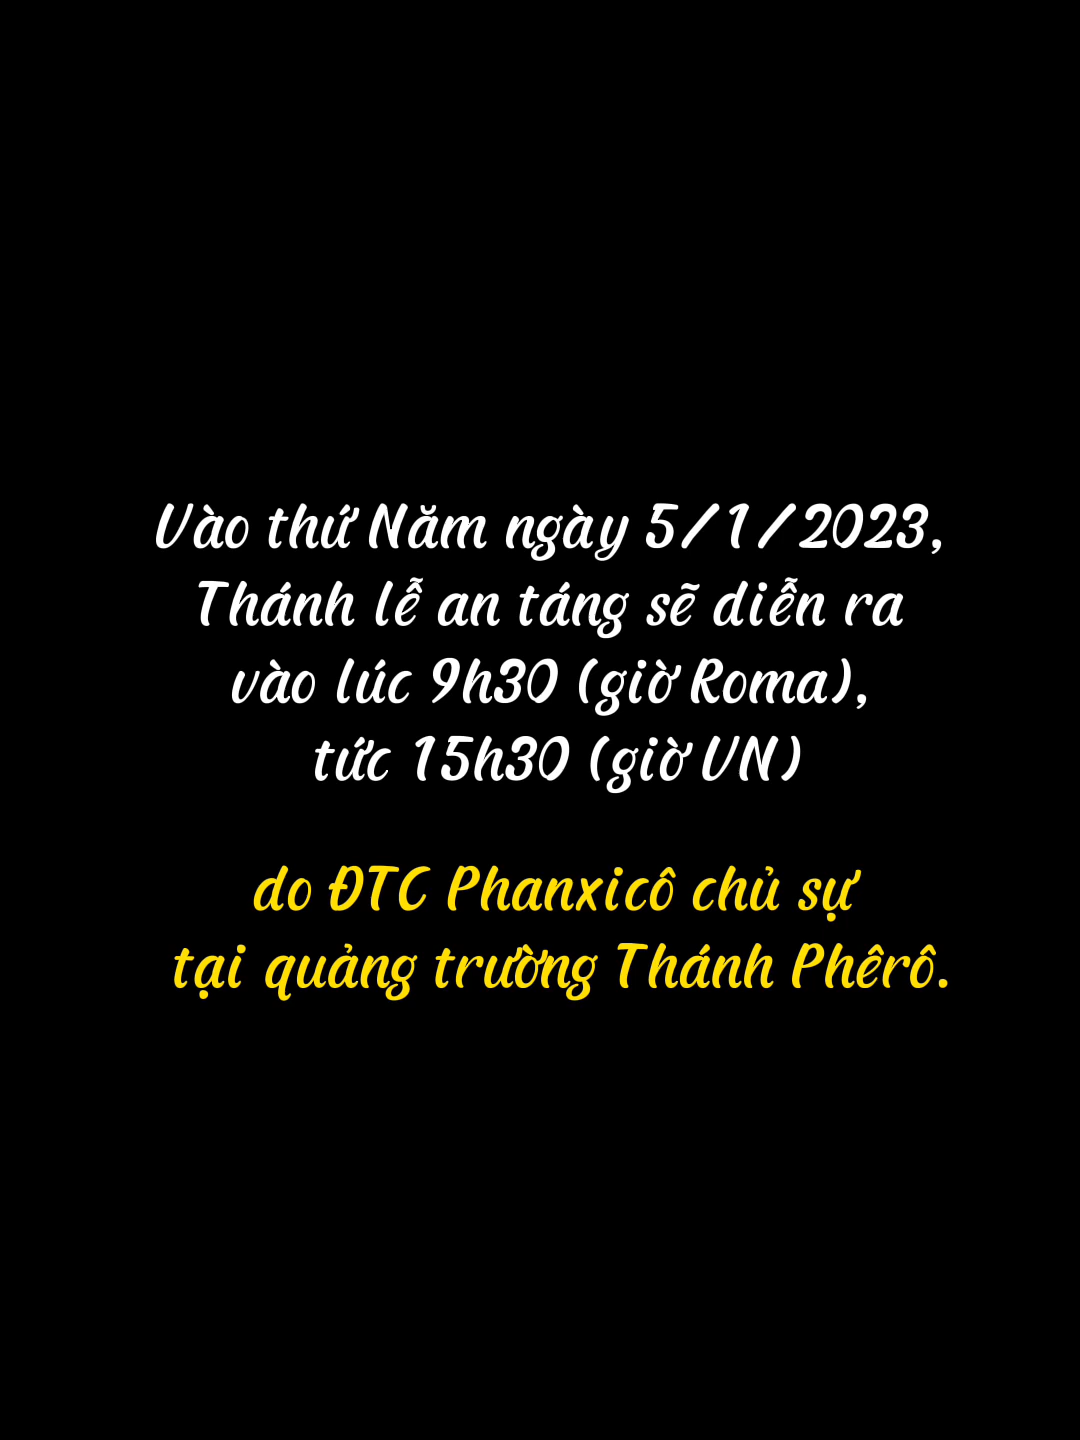 Vào thứ Năm ngày 5/1/2023,
Thánh lễ an táng sẽ diễn ra
vào lúc 9h30 (giờ Roma),
tức 15h30 (giờ VN)
do ĐTC Phanxicô chủ sự
tại quảng trường Thánh Phêrô.